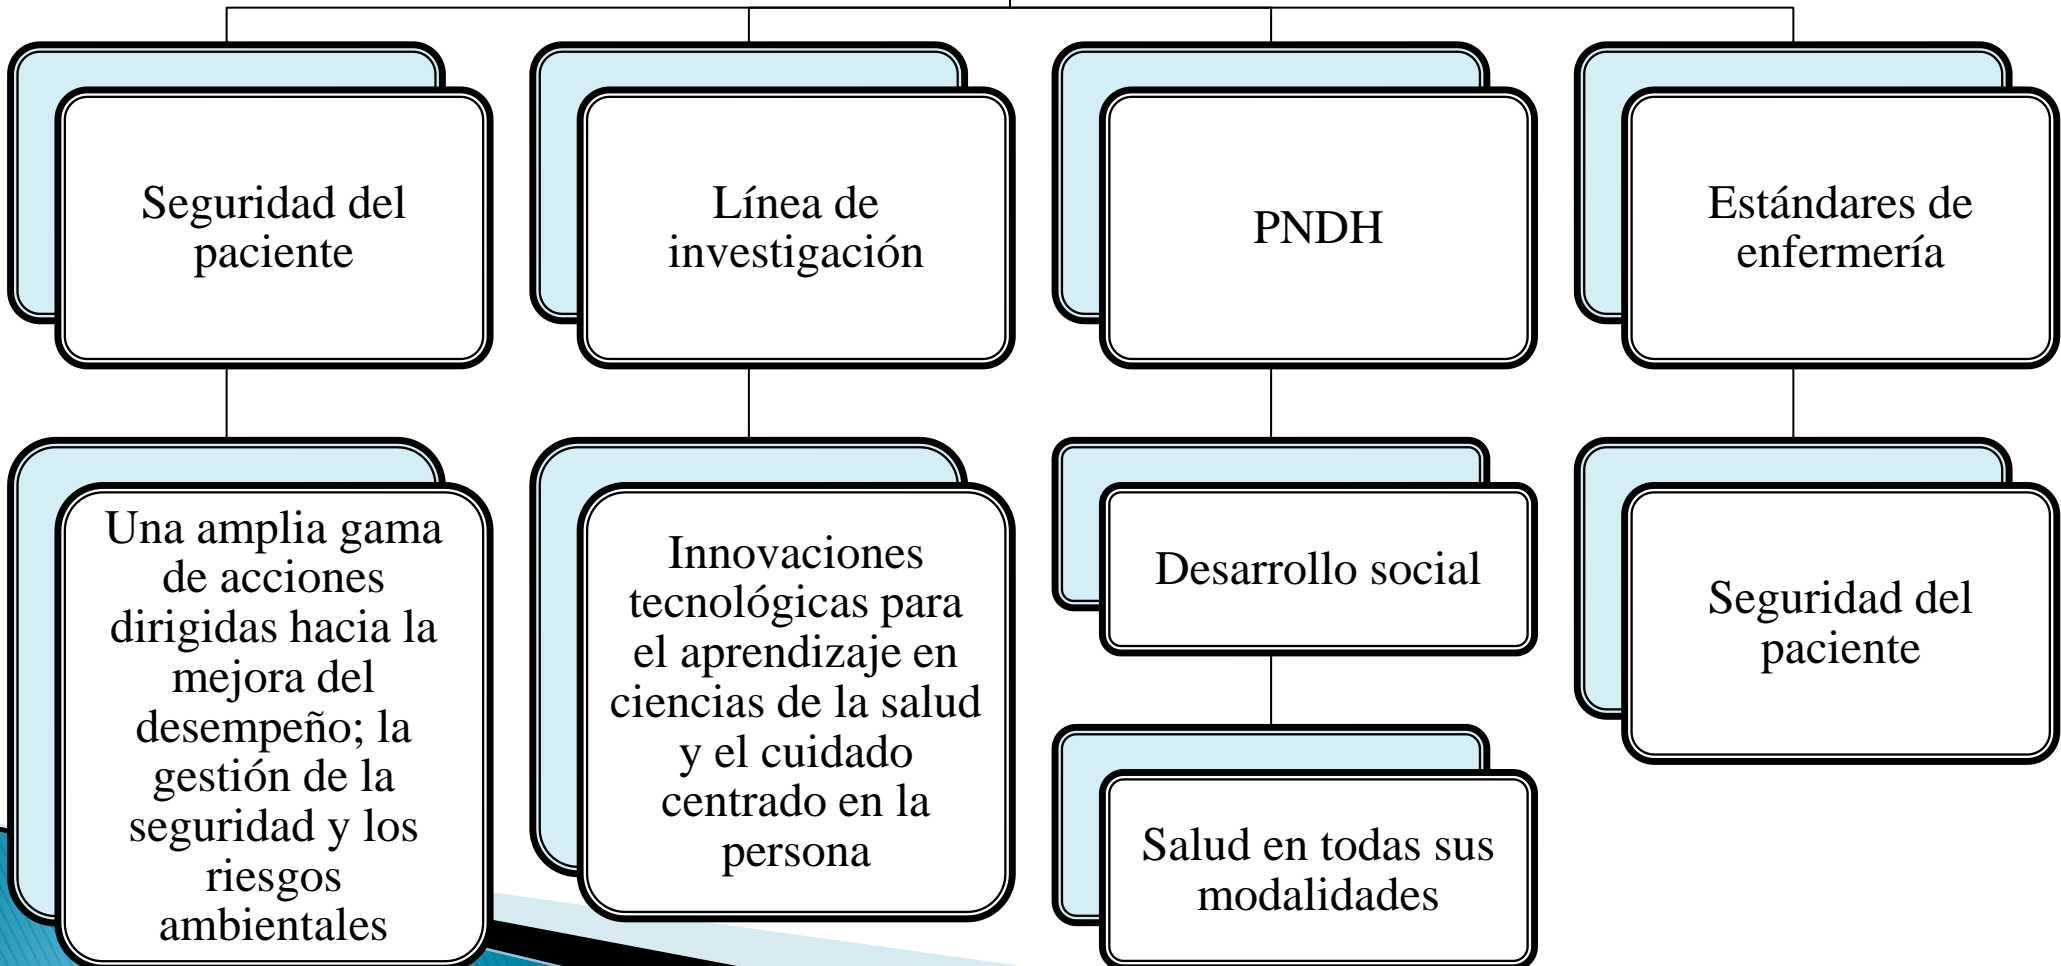 Seguridad del
paciente
Línea de
investigación
PNDH
Estándares de
enfermería
Una amplia gama
de acciones
dirigidas hacia la
mejora del
desempeño; la
gestión de la
seguridad y los
riesgos
ambientales
Innovaciones
tecnológicas para
el aprendizaje en
ciencias de la salud
y el cuidado
centrado en la
persona
Desarrollo social
Salud en todas sus
modalidades
Seguridad del
paciente